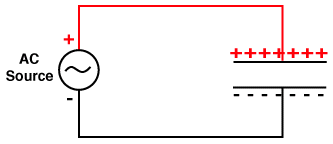 +
AC
Source
-
+++++++
- - - - - - - -